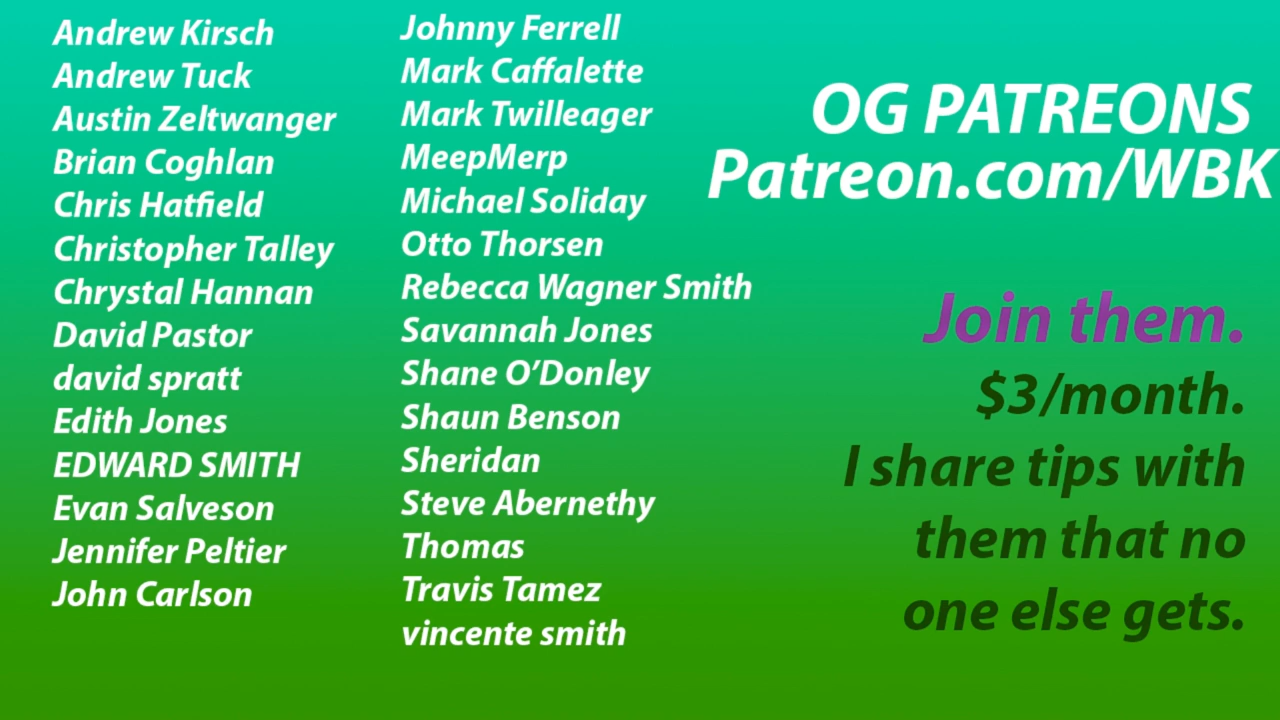 Andrew Kirsch
Andrew Tuck
Austin Zeltwanger
Brian Coghlan
Chris Hatfield
Christopher Talley
Chrystal Hannan
David Pastor
david spratt
Edith Jones
EDWARD SMITH
Evan Salveson
Jennifer Peltier
John Carlson
Johnny Ferrell
Mark Caffalette
Mark Twilleager
MeepMerp
Michael Soliday
Otto Thorsen
Rebecca Wagner Smith
Savannah Jones
Shane O’Donley
Shaun Benson
Sheridan
Steve Abernethy
Thomas
Travis Tamez
vincente smith
OG PATREONS
Patreon.com/WBK
Join them.
$3/month.
I share tips with
them that no
one else gets.